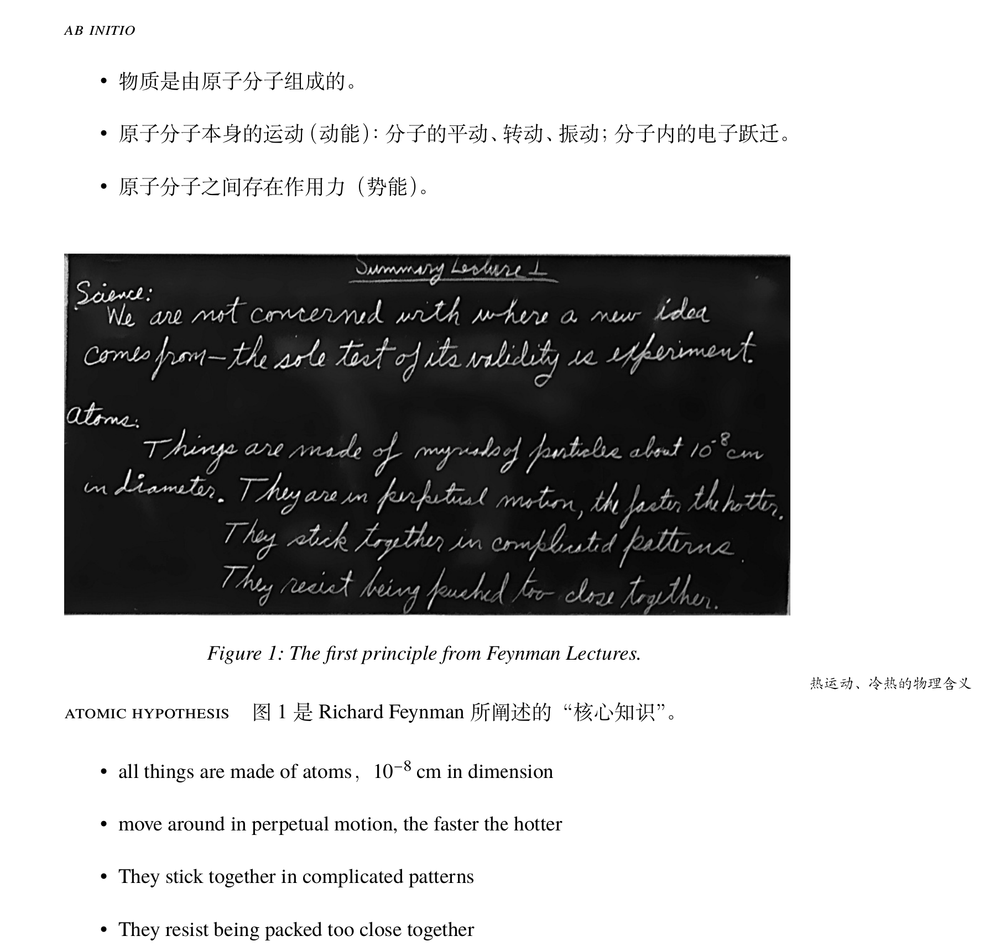 AB INITIO
• 物质是由原子分子组成的。
• 原子分子本身的运动（动能）：分子的平动、转动、振动；分子内的电子跃迁。
• 原子分子之间存在作用力（势能）。
Summary Lecture 1
Science:
We are not concerned with where a new idea
comes from — the sole test of its validity is experiment.
Atoms:
Things are made of myriads of particles about 10⁻⁸ cm
in diameter. They are in perpetual motion, the faster the hotter.
They stick together in complicated patterns.
They resist being pushed too close together.
Figure 1: The first principle from Feynman Lectures.
热运动、冷热的物理含义
ATOMIC HYPOTHESIS 图 1 是 Richard Feynman 所阐述的“核心知识”。
• all things are made of atoms，10⁻⁸ cm in dimension
• move around in perpetual motion, the faster the hotter
• They stick together in complicated patterns
• They resist being packed too close together